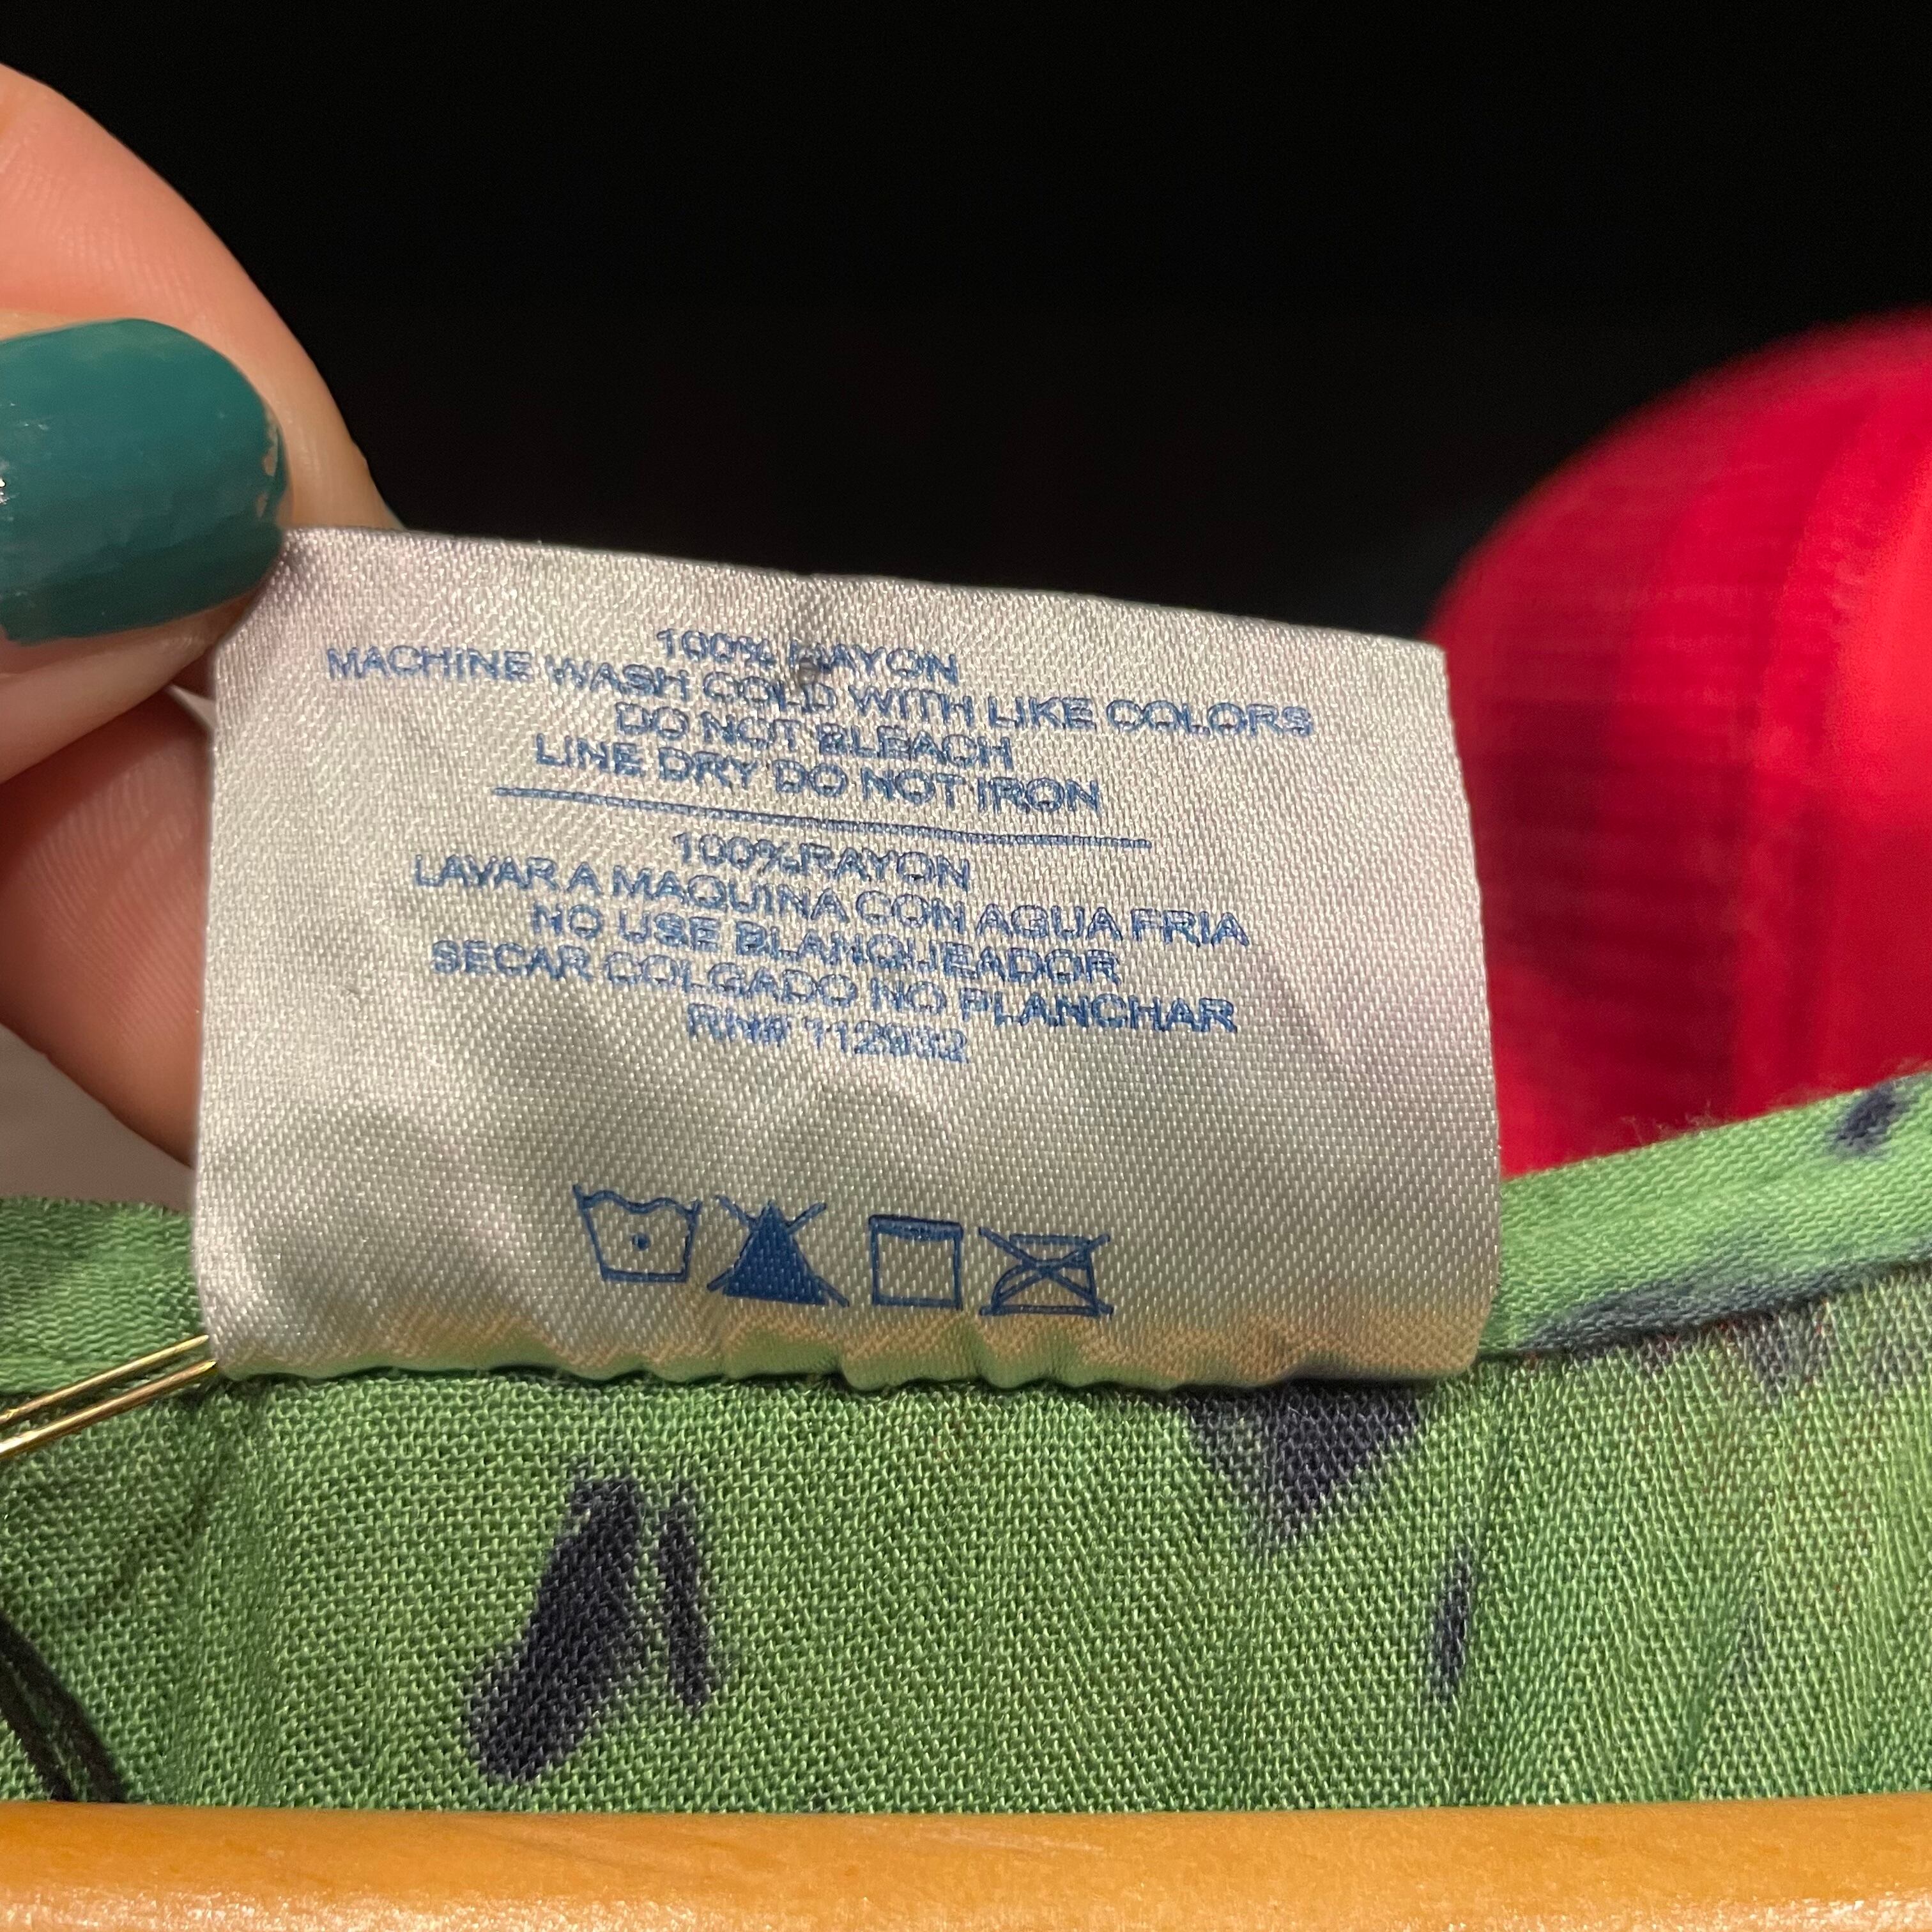 100% RAYON
MACHINE WASH COLD WITH LIKE COLORS
DO NOT BLEACH
LINE DRY DO NOT IRON
100%RAYON
LAVAR A MAQUINA CON AGUA FRIA
NO USE BLANQUEADOR
SECAR COLGADO NO PLANCHAR
RN# 112932